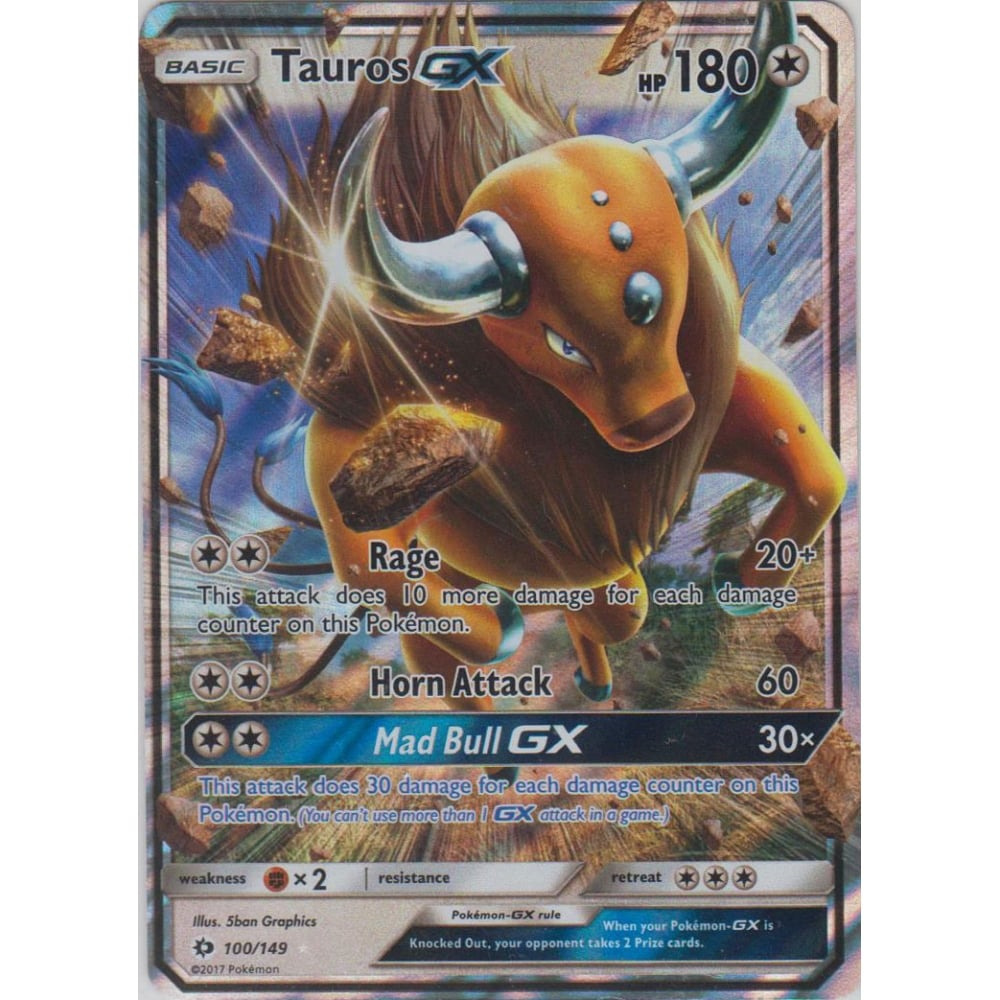 BASIC Tauros GX HP 180
Rage 20+
This attack does 10 more damage for each damage
counter on this Pokémon.
Horn Attack 60
Mad Bull GX 30×
This attack does 30 damage for each damage counter on this
Pokémon. (You can't use more than 1 GX attack in a game.)
weakness ×2 resistance retreat
Illus. 5ban Graphics
100/149
©2017 Pokémon
Pokémon-GX rule
When your Pokémon-GX is
Knocked Out, your opponent takes 2 Prize cards.